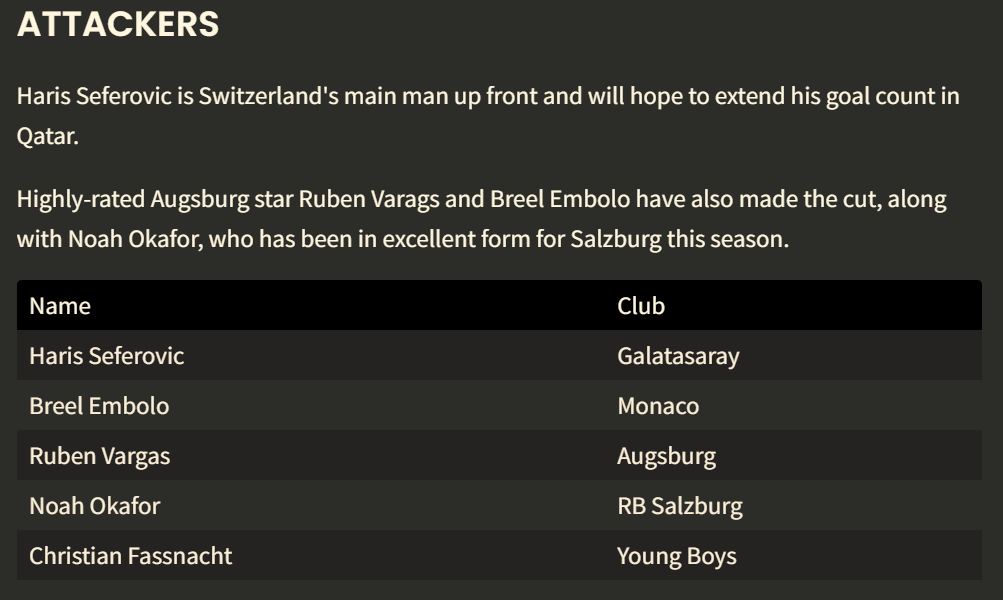 ATTACKERS
Haris Seferovic is Switzerland's main man up front and will hope to extend his goal count in
Qatar.
Highly-rated Augsburg star Ruben Varags and Breel Embolo have also made the cut, along
with Noah Okafor, who has been in excellent form for Salzburg this season.
Name Club
Haris Seferovic Galatasaray
Breel Embolo Monaco
Ruben Vargas Augsburg
Noah Okafor RB Salzburg
Christian Fassnacht Young Boys